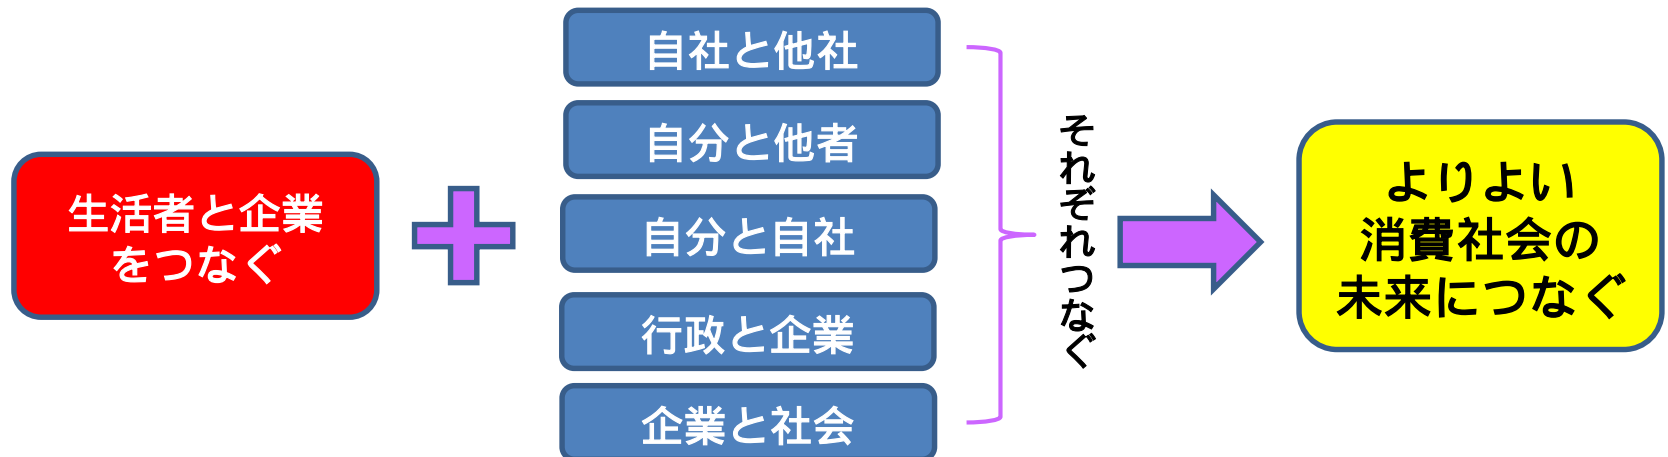 生活者と企業
をつなぐ
自社と他社
自分と他者
自分と自社
行政と企業
企業と社会
それぞれつなぐ
よりよい
消費社会の
未来につなぐ